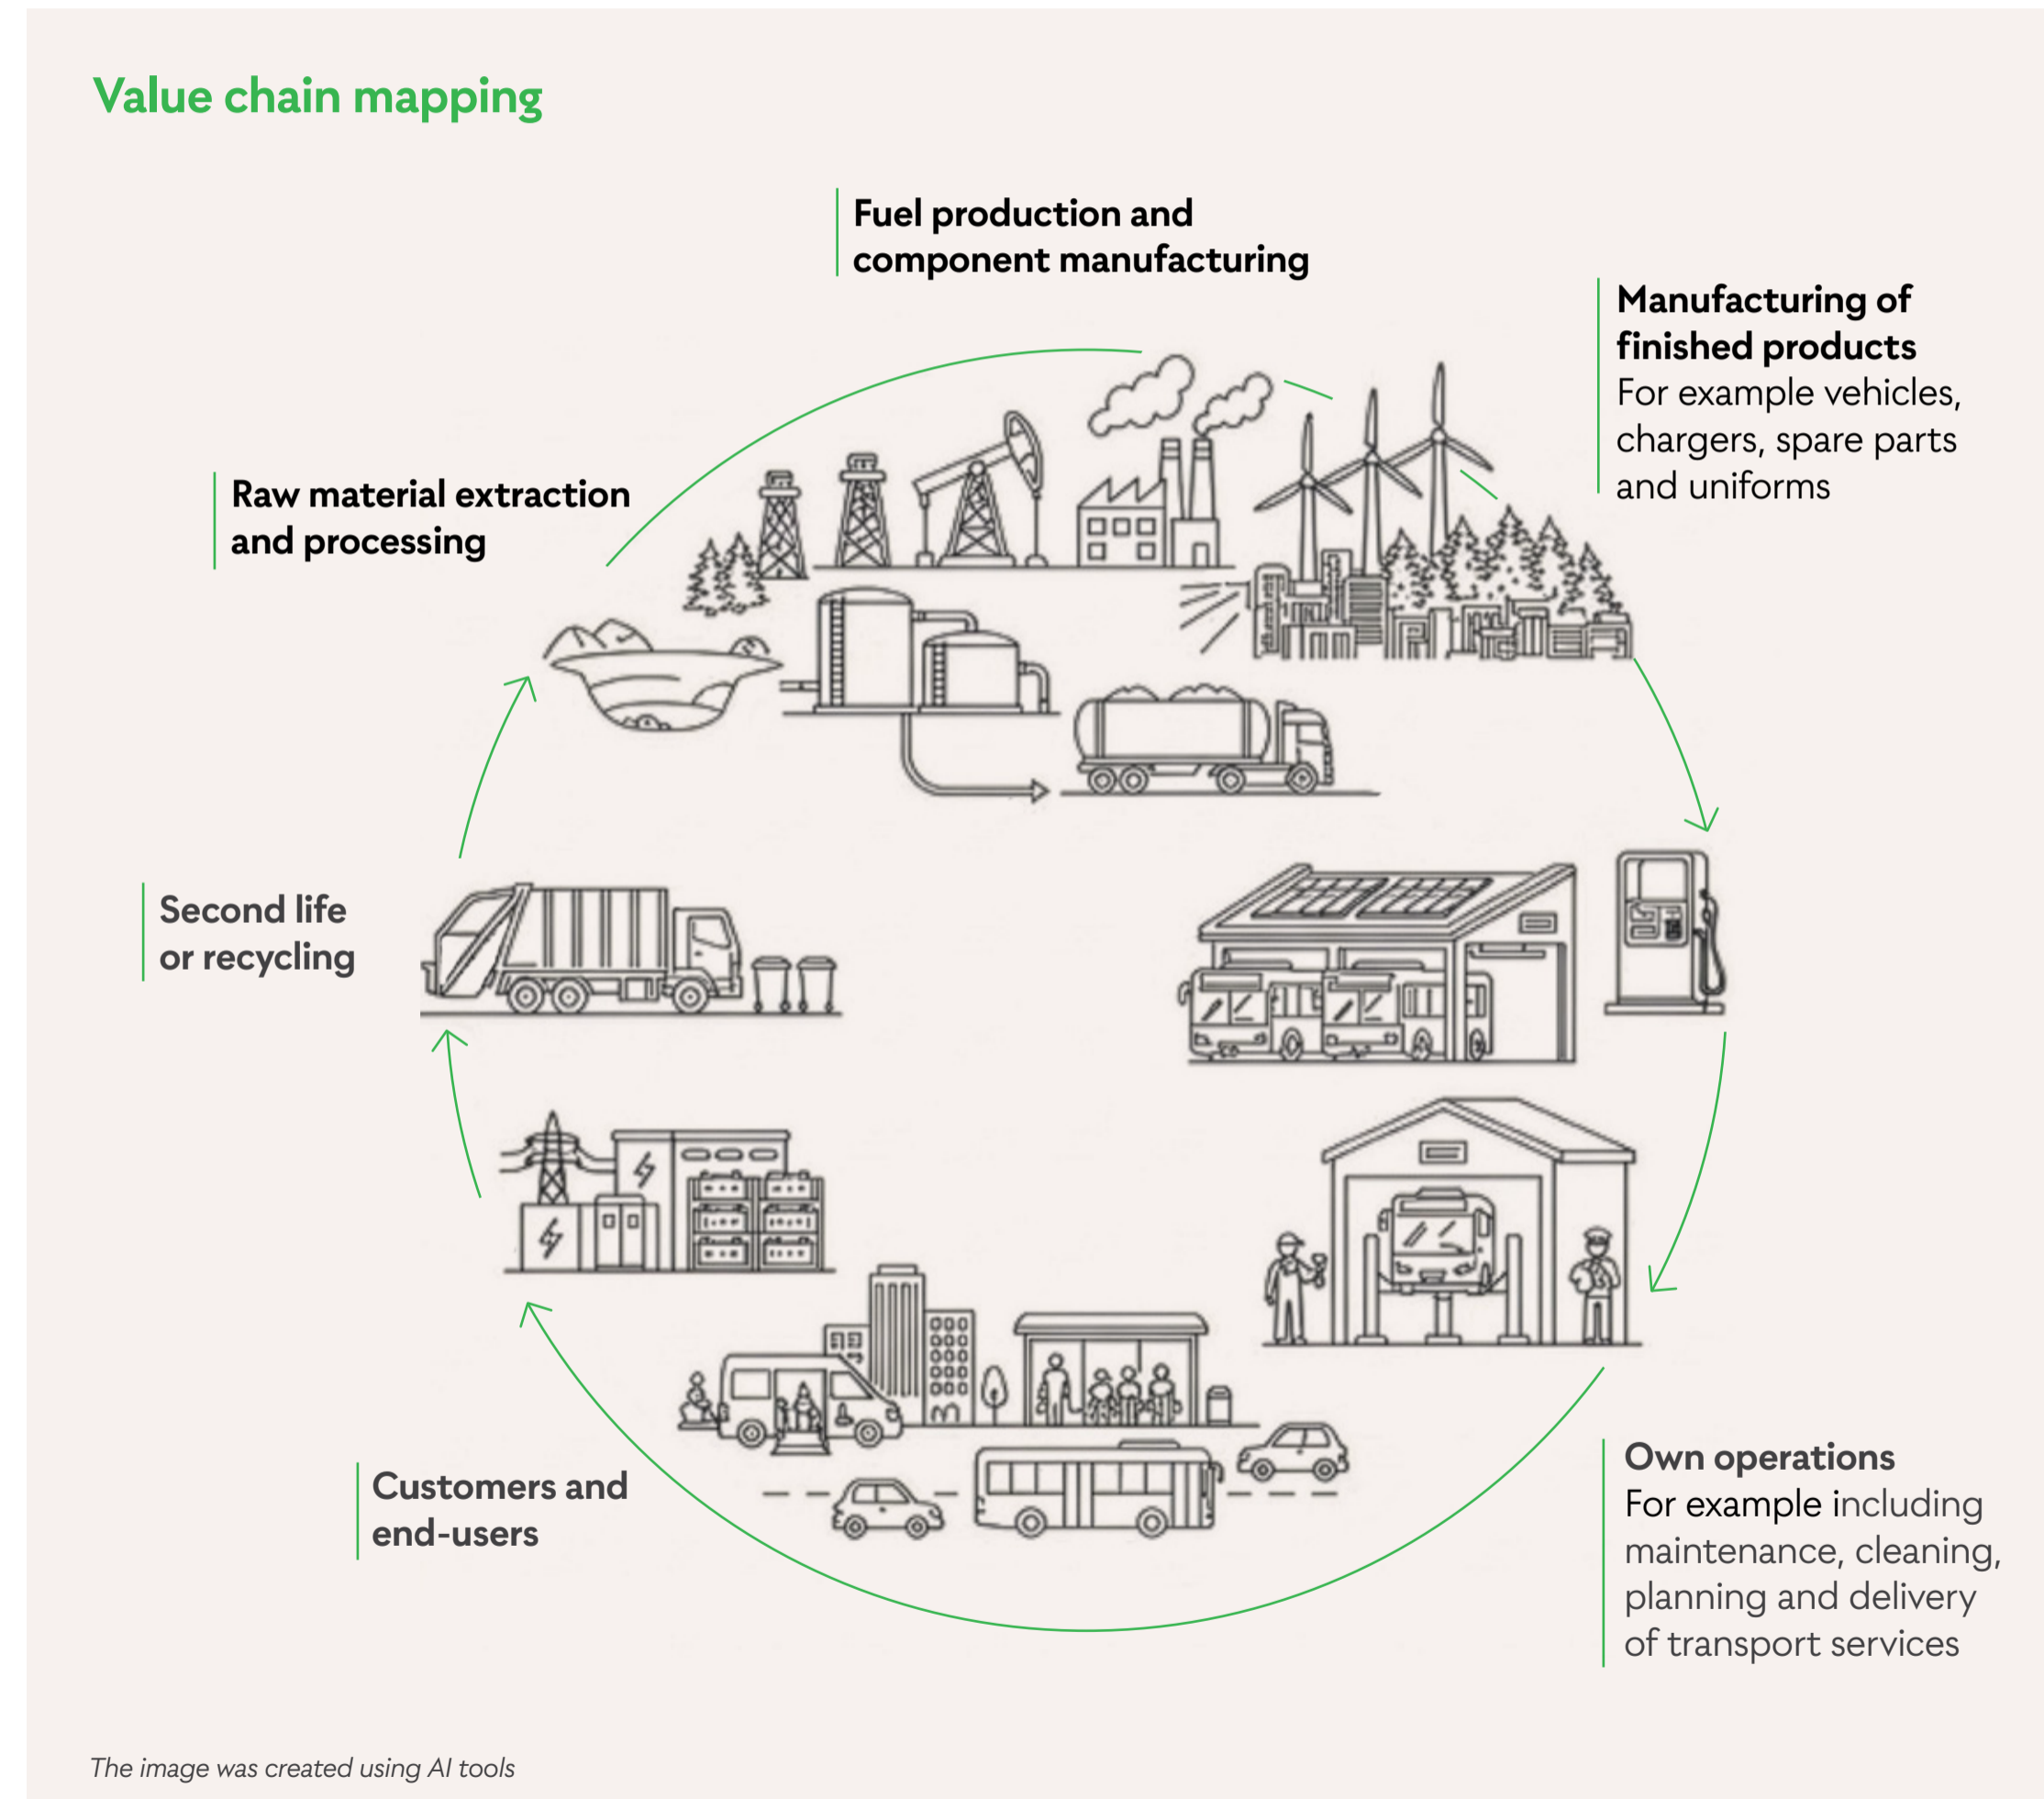 Value chain mapping
Fuel production and
component manufacturing
Manufacturing of
finished products
For example vehicles,
chargers, spare parts
and uniforms
Raw material extraction
and processing
Second life
or recycling
Customers and
end-users
Own operations
For example including
maintenance, cleaning,
planning and delivery
of transport services
The image was created using AI tools